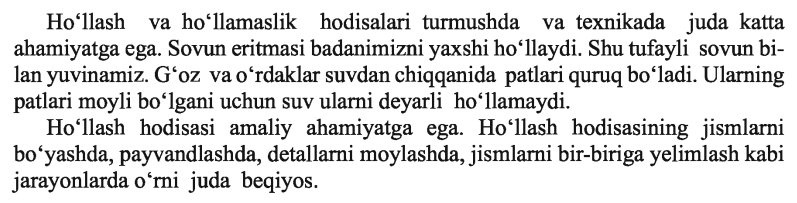 Ho‘llash va ho‘llamaslik hodisalari turmushda va texnikada juda katta
ahamiyatga ega. Sovun eritmasi badanimizni yaxshi ho‘llaydi. Shu tufayli sovun bi-
lan yuvinamiz. G‘oz va o‘rdaklar suvdan chiqqanida patlari quruq bo‘ladi. Ularning
patlari moyli bo‘lgani uchun suv ularni deyarli ho‘llamaydi.
Ho‘llash hodisasi amaliy ahamiyatga ega. Ho‘llash hodisasining jismlarni
bo‘yashda, payvandlashda, detallarni moylashda, jismlarni bir-biriga yelimlash kabi
jarayonlarda o‘rni juda beqiyos.